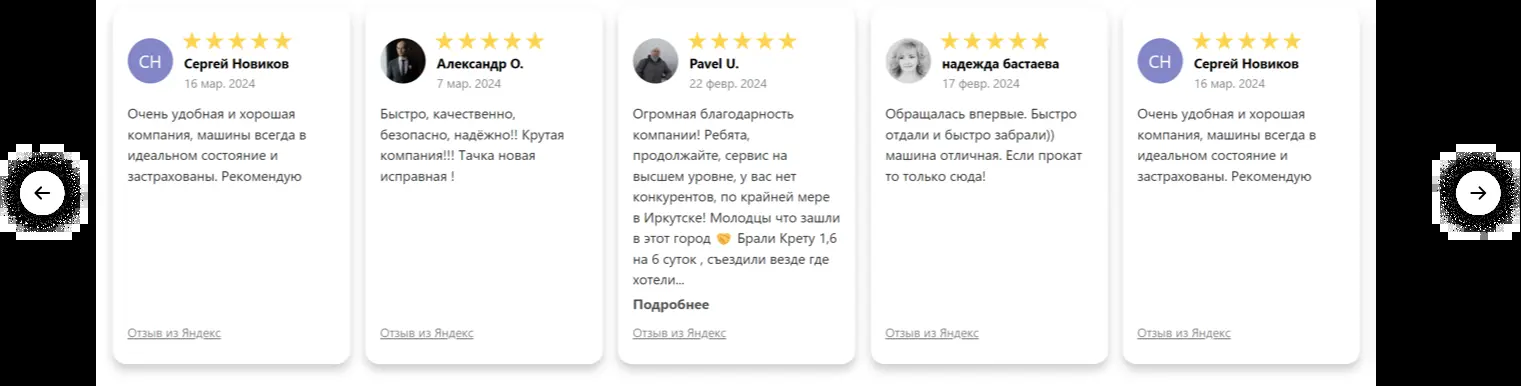 СН
Сергей Новиков
16 мар. 2024
Очень удобная и хорошая
компания, машины всегда в
идеальном состояние и
застрахованы. Рекомендую
Отзыв из Яндекс
Александр О.
7 мар. 2024
Быстро, качественно,
безопасно, надёжно!! Крутая
компания!!! Тачка новая
исправная !
Отзыв из Яндекс
Pavel U.
22 февр. 2024
Огромная благодарность
компании! Ребята,
продолжайте, сервис на
высшем уровне, у вас нет
конкурентов, по крайней мере
в Иркутске! Молодцы что зашли
в этот город 🤝 Брали Крету 1,6
на 6 суток , съездили везде где
хотели...
Подробнее
Отзыв из Яндекс
надежда бастаева
17 февр. 2024
Обращалась впервые. Быстро
отдали и быстро забрали))
машина отличная. Если прокат
то только сюда!
Отзыв из Яндекс
СН
Сергей Новиков
16 мар. 2024
Очень удобная и хорошая
компания, машины всегда в
идеальном состояние и
застрахованы. Рекомендую
Отзыв из Яндекс